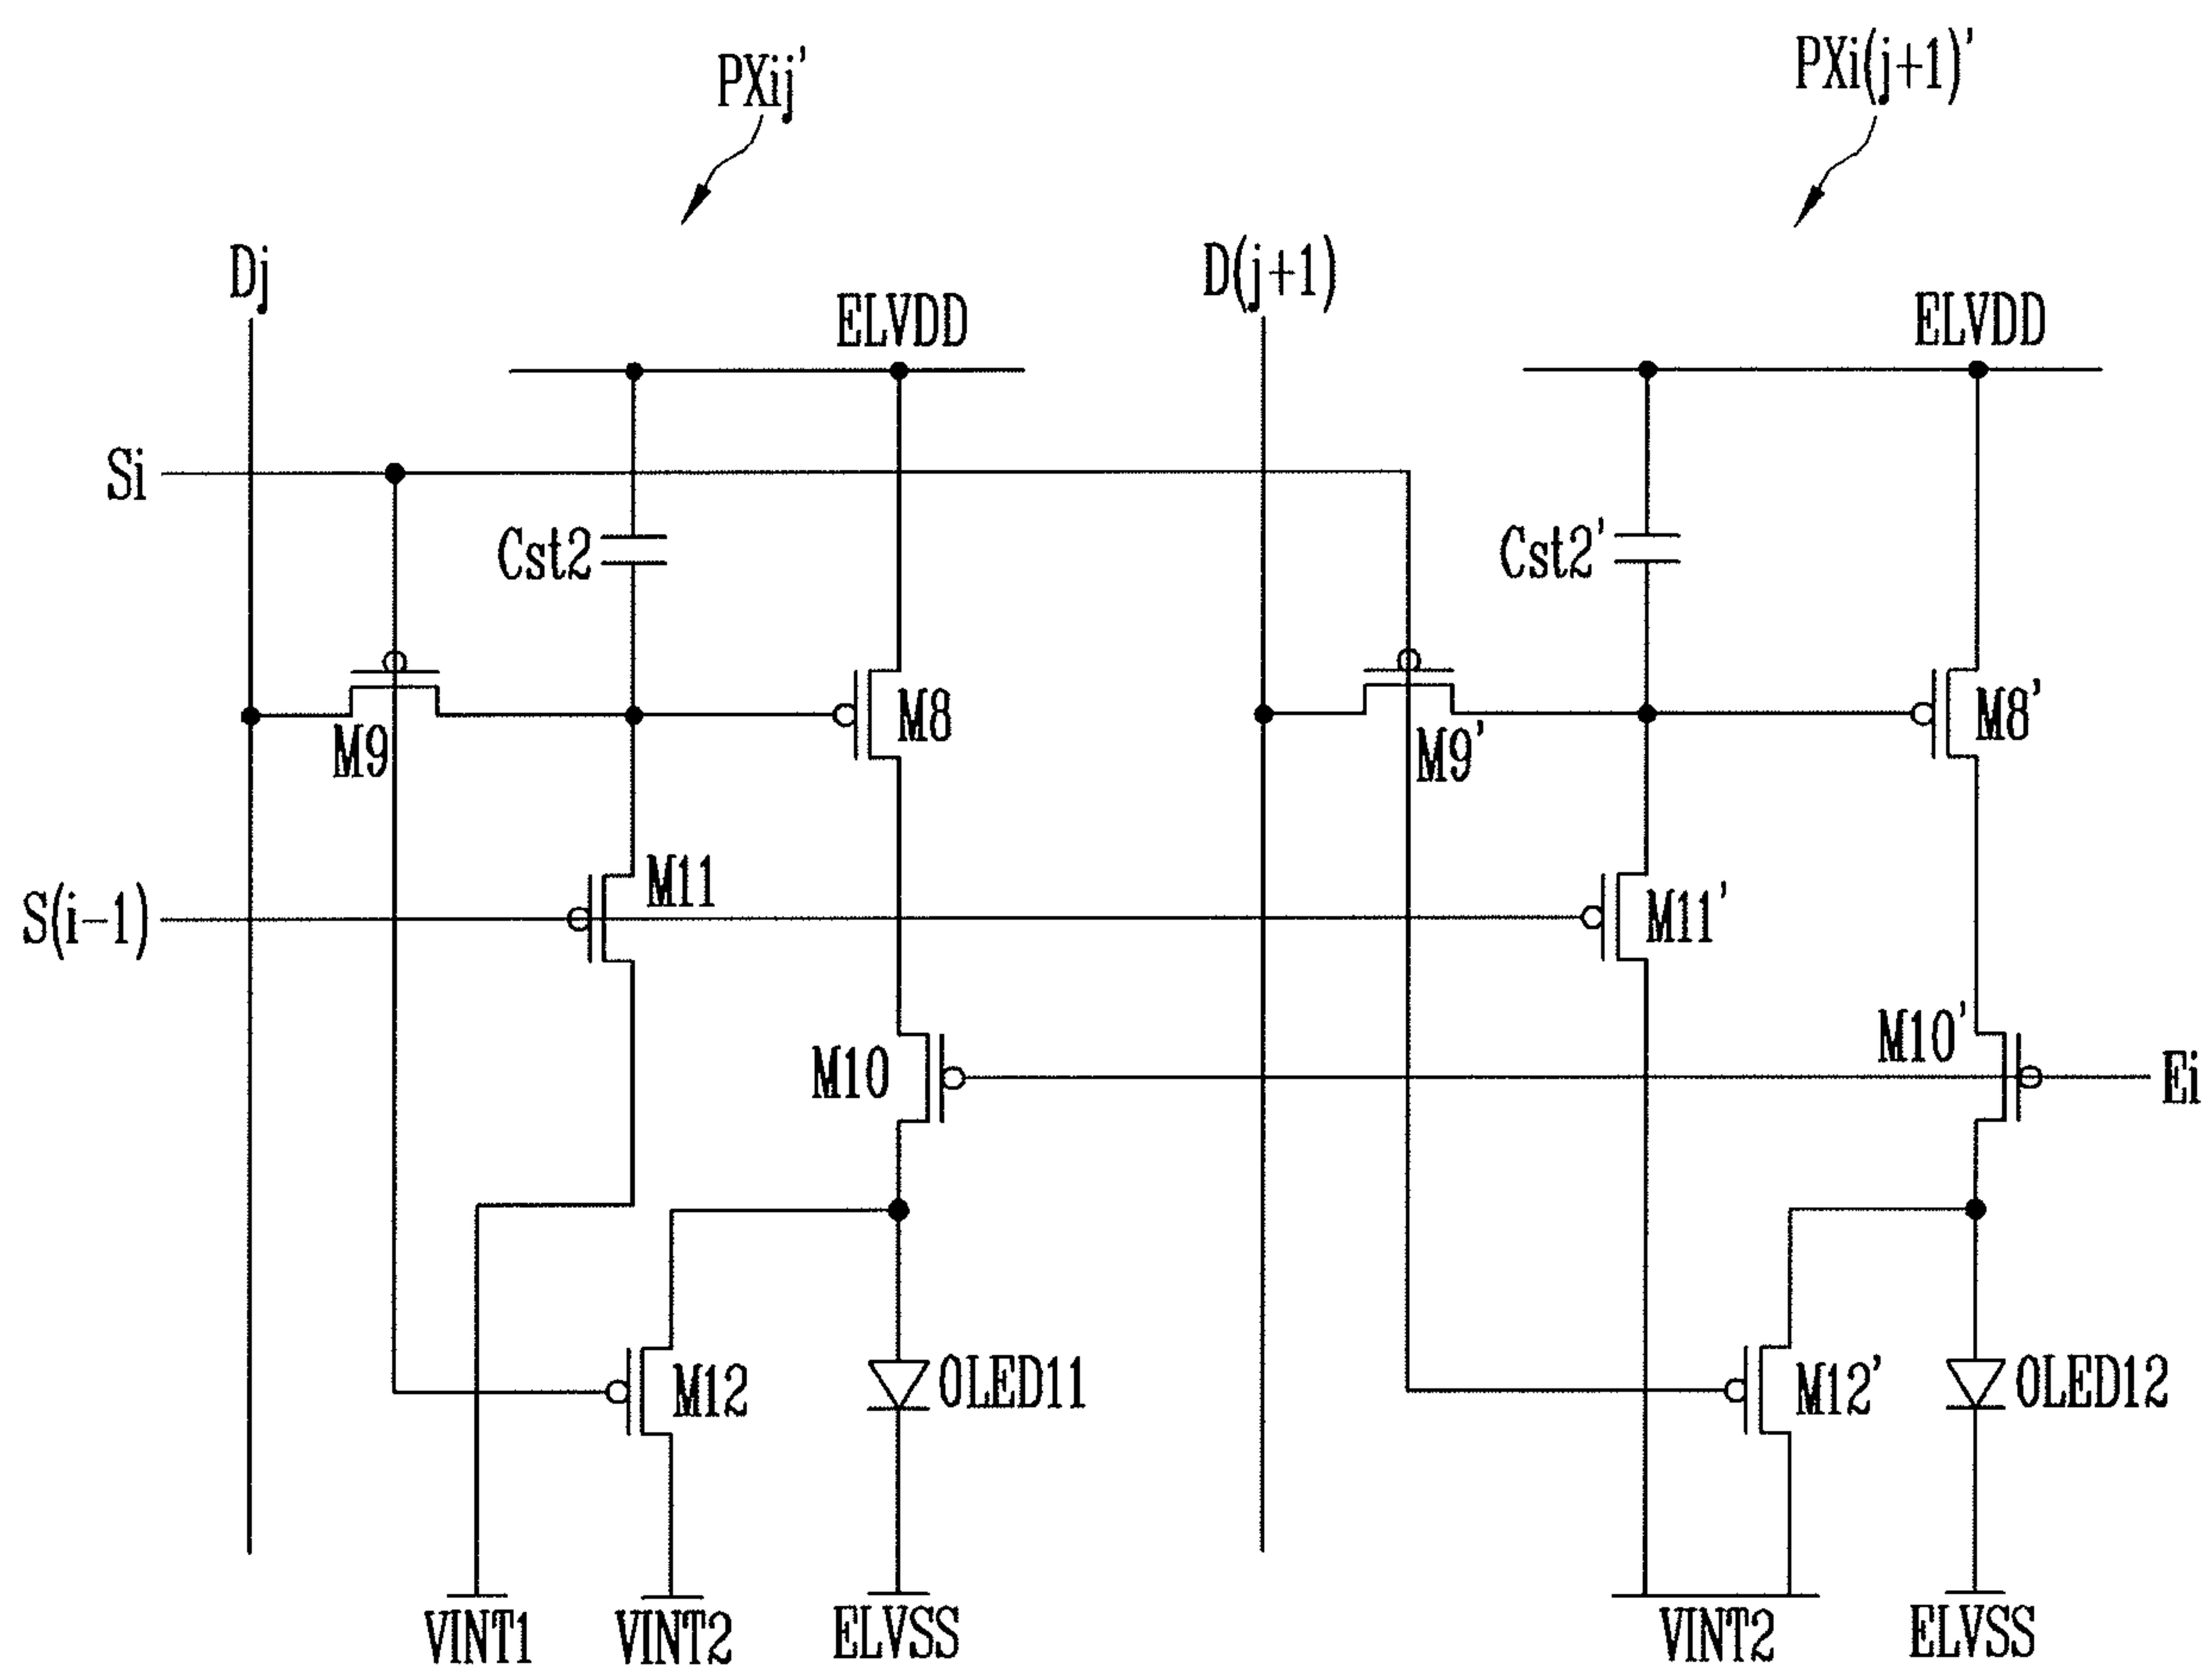 PXij'
PXi(j+1)'
Dj
D(j+1)
ELVDD
ELVDD
Si
Cst2
Cst2'
M9
M8
M9'
M8'
S(i-1)
M11
M11'
M10
M10'
Ei
M12
OLED11
M12'
OLED12
VINT1
VINT2
ELVSS
VINT2
ELVSS